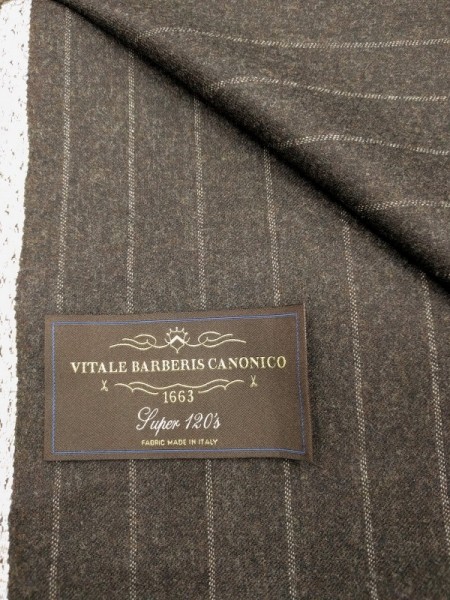 VITALE BARBERIS CANONICO
1663
Super 120's
FABRIC MADE IN ITALY